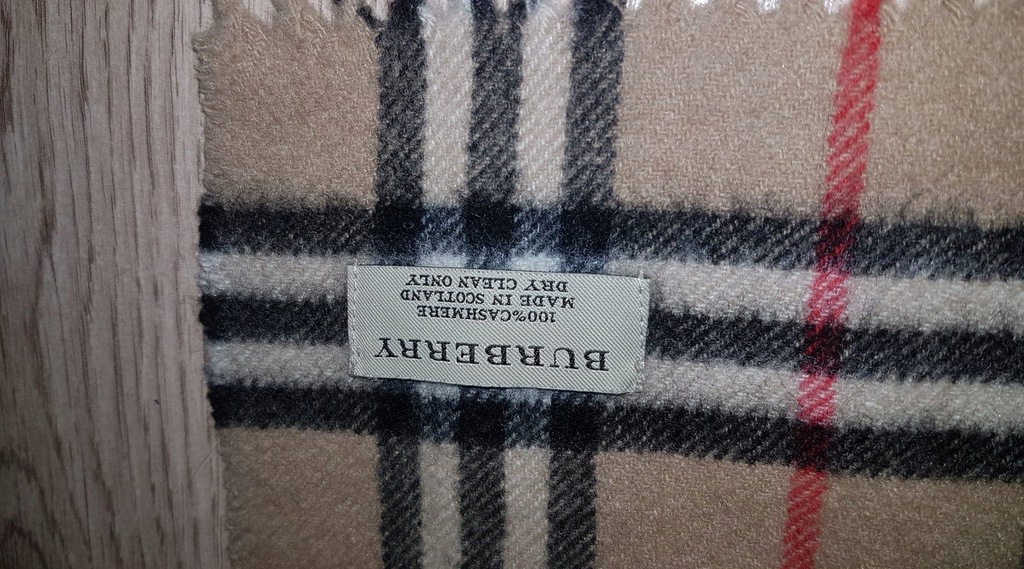 BURBERRY
100%CASHMERE
MADE IN SCOTLAND
DRY CLEAN ONLY